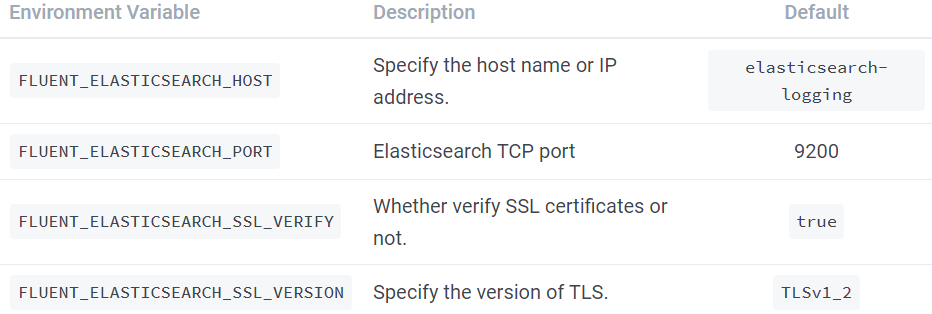 Environment Variable Description Default
FLUENT_ELASTICSEARCH_HOST Specify the host name or IP address. elasticsearch-logging
FLUENT_ELASTICSEARCH_PORT Elasticsearch TCP port 9200
FLUENT_ELASTICSEARCH_SSL_VERIFY Whether verify SSL certificates or not. true
FLUENT_ELASTICSEARCH_SSL_VERSION Specify the version of TLS. TLSv1_2